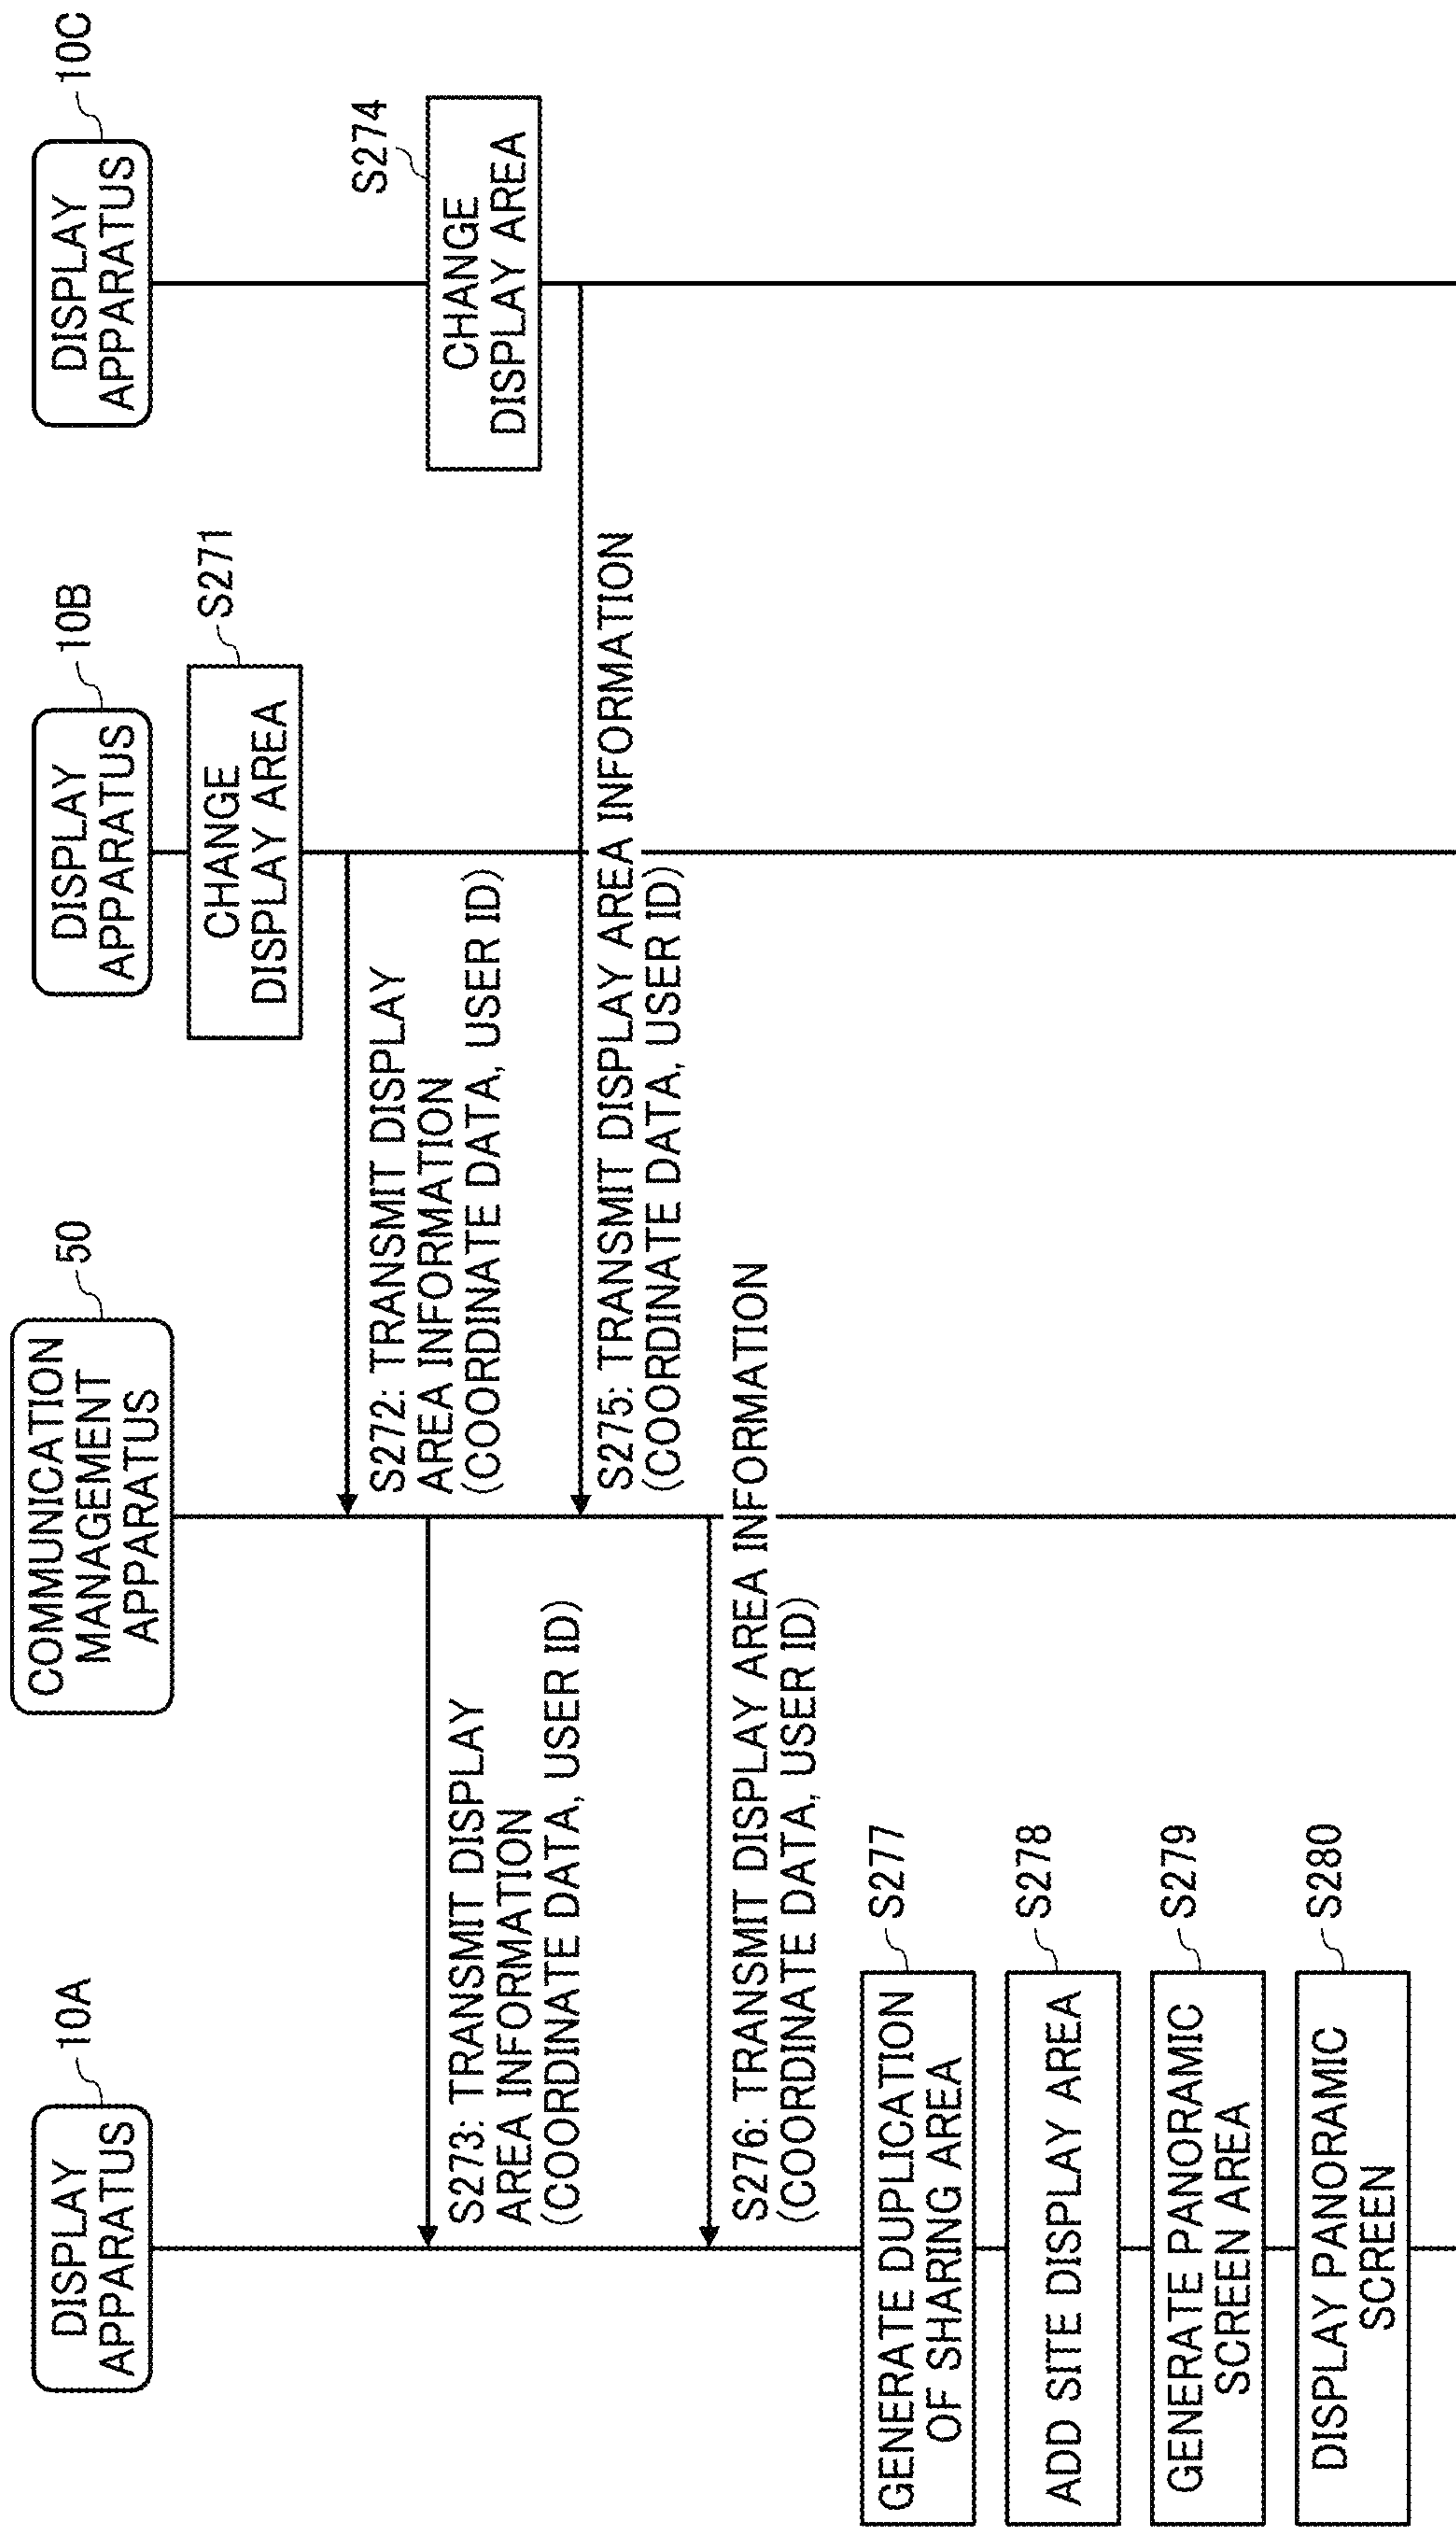 DISPLAY
APPARATUS
10A
COMMUNICATION
MANAGEMENT
APPARATUS
50
DISPLAY
APPARATUS
10B
DISPLAY
APPARATUS
10C
CHANGE
DISPLAY AREA
S271
S272: TRANSMIT DISPLAY
AREA INFORMATION
(COORDINATE DATA, USER ID)
S273: TRANSMIT DISPLAY
AREA INFORMATION
(COORDINATE DATA, USER ID)
CHANGE
DISPLAY AREA
S274
S275: TRANSMIT DISPLAY AREA INFORMATION
(COORDINATE DATA, USER ID)
S276: TRANSMIT DISPLAY AREA INFORMATION
(COORDINATE DATA, USER ID)
GENERATE DUPLICATION
OF SHARING AREA
S277
ADD SITE DISPLAY AREA
S278
GENERATE PANORAMIC
SCREEN AREA
S279
DISPLAY PANORAMIC
SCREEN
S280